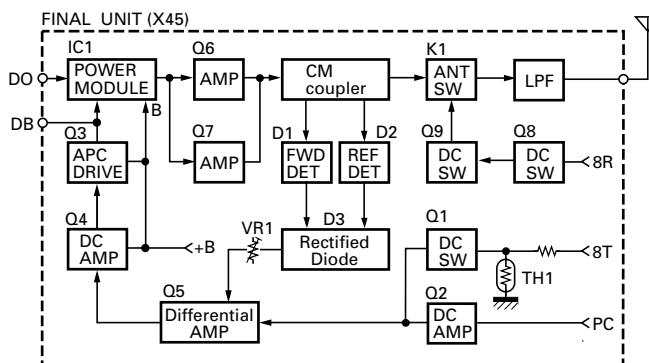 FINAL UNIT (X45)
IC1
POWER
MODULE
Q6
AMP
Q7
AMP
CM
coupler
K1
ANT
SW
LPF
DO
DB
B
Q3
APC
DRIVE
D1
FWD
DET
D2
REF
DET
Q9
DC
SW
Q8
DC
SW
8R
Q4
DC
AMP
+B
VR1
D3
Rectified
Diode
Q1
DC
SW
8T
TH1
Q5
Differential
AMP
Q2
DC
AMP
PC